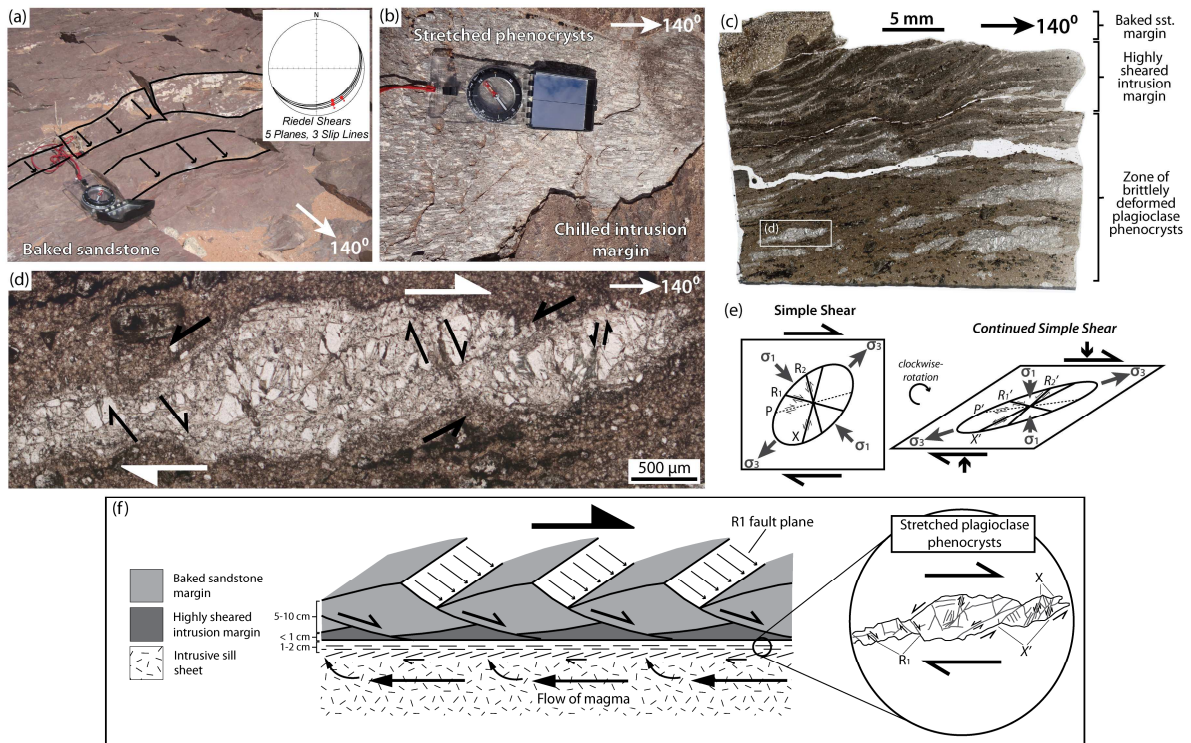 (a)
N
Riedel Shears
5 Planes, 3 Slip Lines
Baked sandstone
140⁰
(b)
Stretched phenocrysts
140⁰
Chilled intrusion
margin
(c)
5 mm
140⁰
(d)
Baked sst.
margin
Highly
sheared
intrusion
margin
Zone of
brittlely
deformed
plagioclase
phenocrysts
(d)
140⁰
500 µm
(e)
Simple Shear
σ1
σ3
R1
R2
P
X
σ3
σ1
clockwise-
rotation
Continued Simple Shear
σ1
σ3
R1'
R2'
P'
X'
σ3
σ1
(f)
Baked sandstone
margin
Highly sheared
intrusion margin
Intrusive sill
sheet
5-10 cm
< 1 cm
1-2 cm
R1 fault plane
Flow of magma
Stretched plagioclase
phenocrysts
X
R1
X'